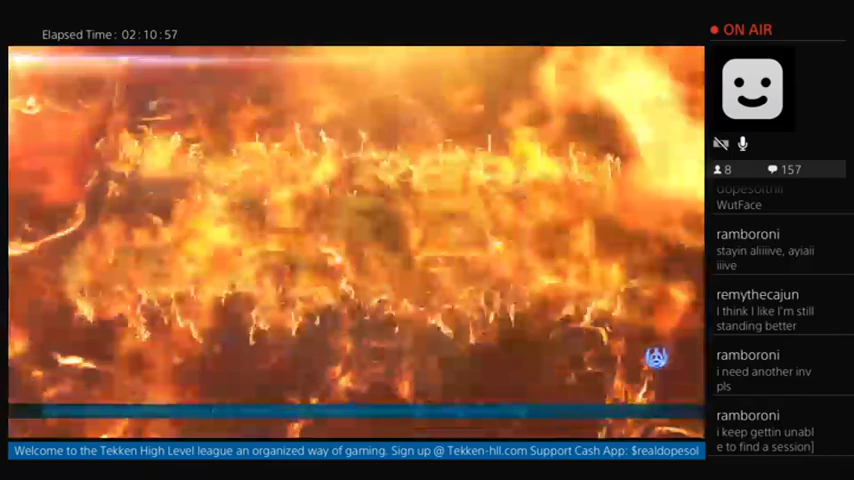 Elapsed Time: 02:10:57
ON AIR
8
157
dopesolhll
WutFace
ramboroni
stayin aliiiive, ayiaii
iiive
remythecajun
I think I like I'm still
standing better
ramboroni
i need another inv
pls
ramboroni
i keep gettin unabl
e to find a session]
Welcome to the Tekken High Level league an organized way of gaming. Sign up @ Tekken-hll.com Support Cash App: $realdopesol